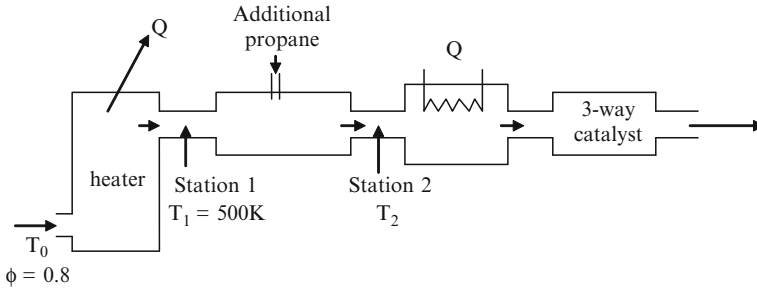 Q
Additional
propane
Q
3-way
catalyst
heater
Station 1
T₁ = 500K
Station 2
T₂
T₀
ϕ = 0.8